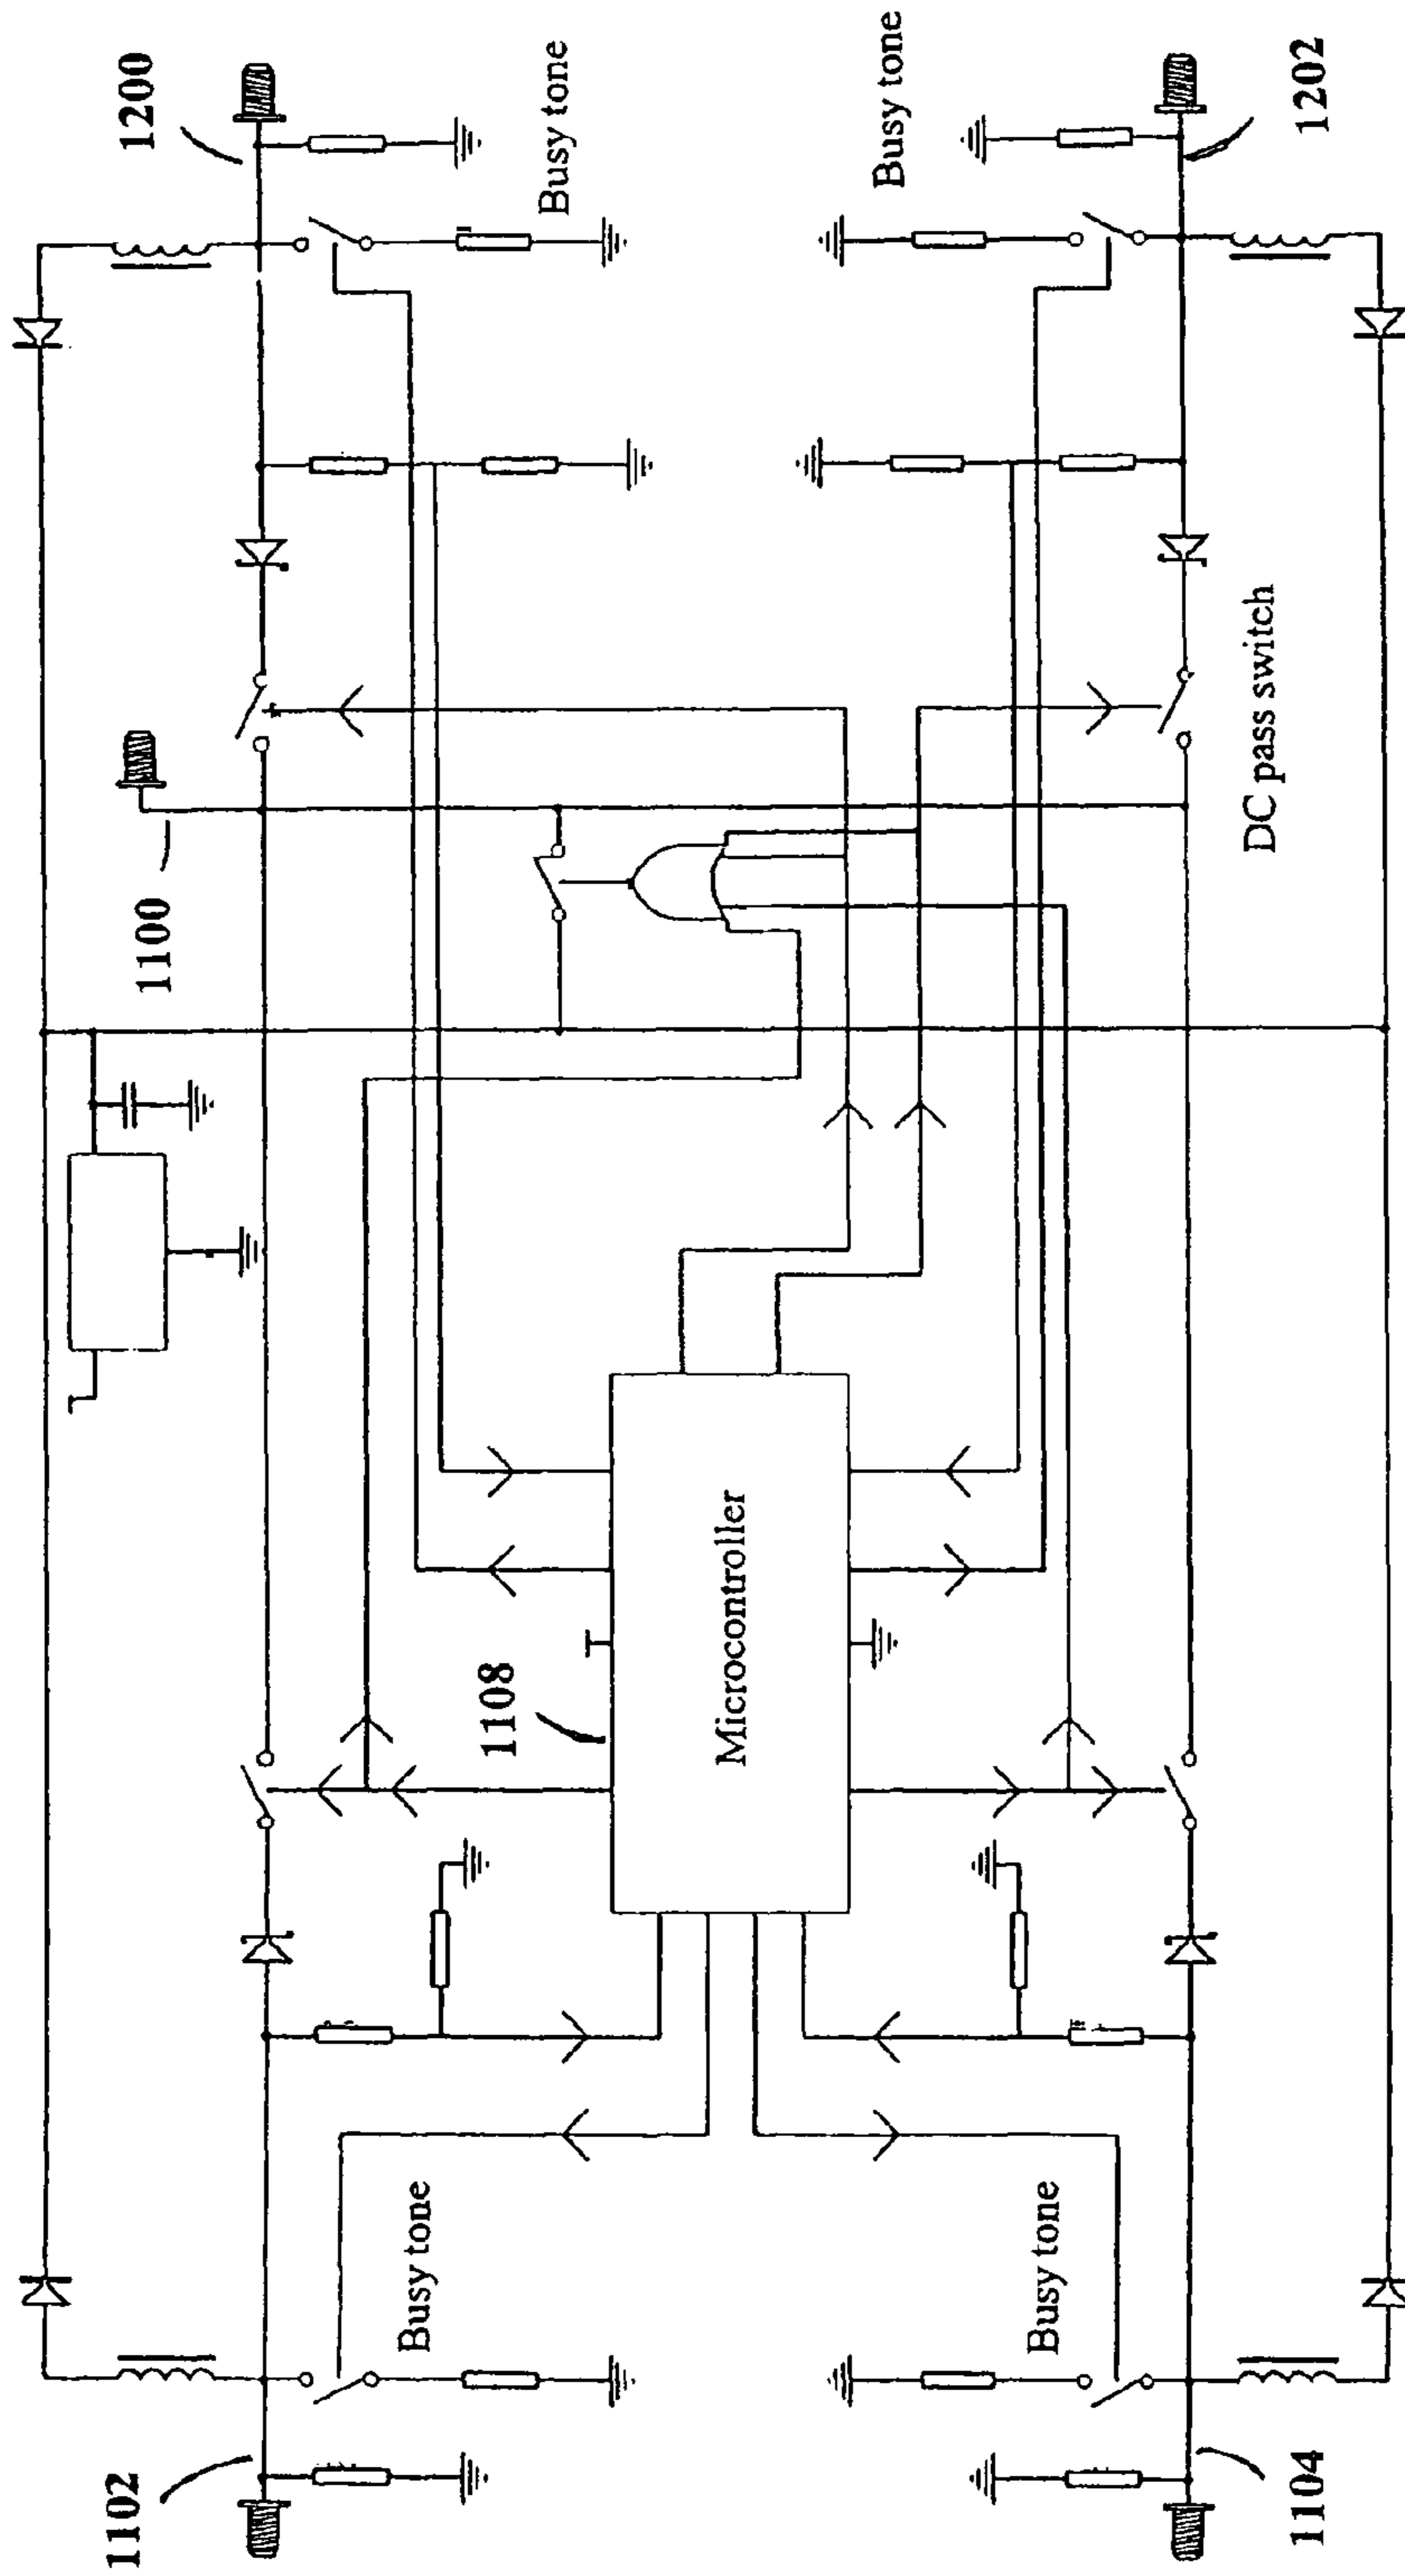 1102
1100
1200
Busy tone
Busy tone
1108
Microcontroller
Busy tone
Busy tone
DC pass switch
1104
1202